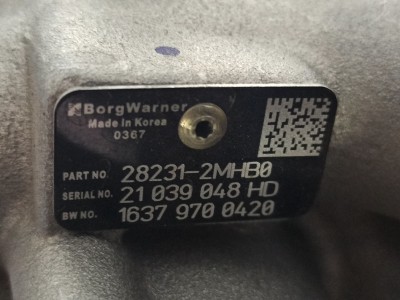 BorgWarner
Made in Korea
0367
PART NO. 28231-2MHB0
SERIAL NO. 21 039 048 HD
BW NO. 1637 970 0420